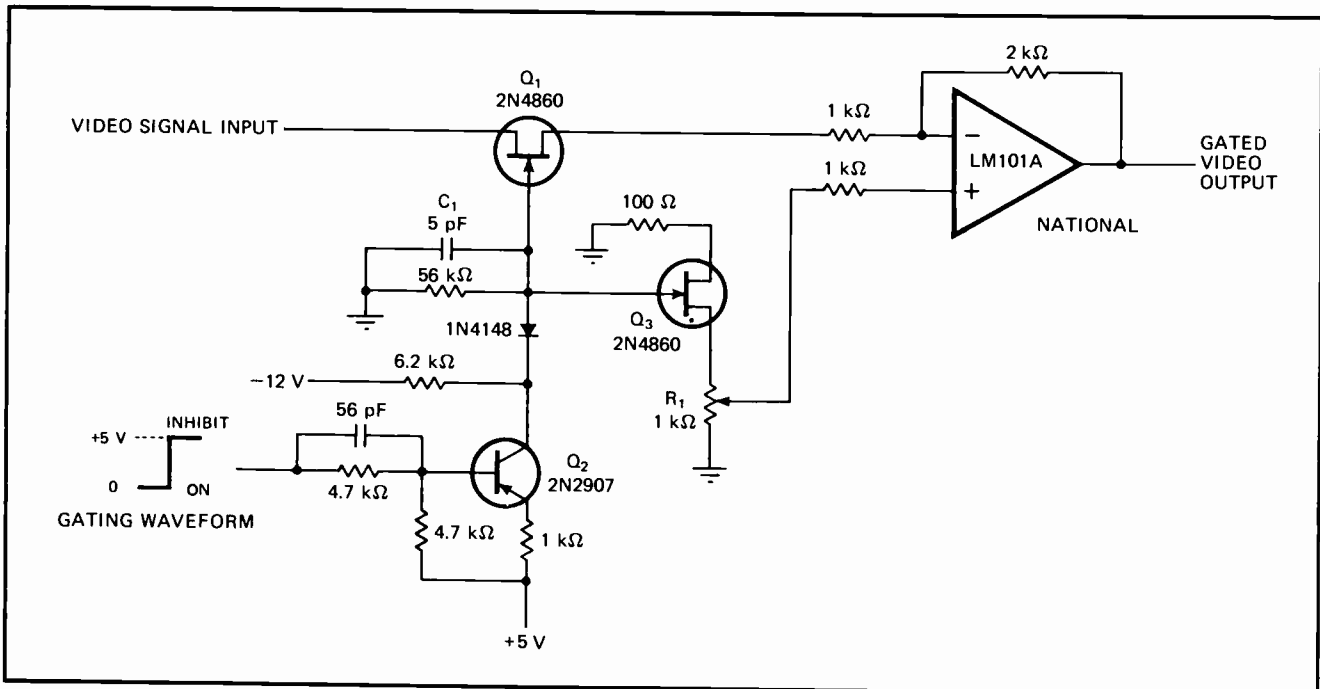 VIDEO SIGNAL INPUT
Q₁
2N4860
1 kΩ
2 kΩ
−
LM101A
+
1 kΩ
NATIONAL
GATED
VIDEO
OUTPUT
C₁
5 pF
56 kΩ
100 Ω
Q₃
2N4860
1N4148
−12 V
6.2 kΩ
R₁
1 kΩ
INHIBIT
+5 V
0
ON
GATING WAVEFORM
56 pF
4.7 kΩ
Q₂
2N2907
4.7 kΩ
1 kΩ
+5 V